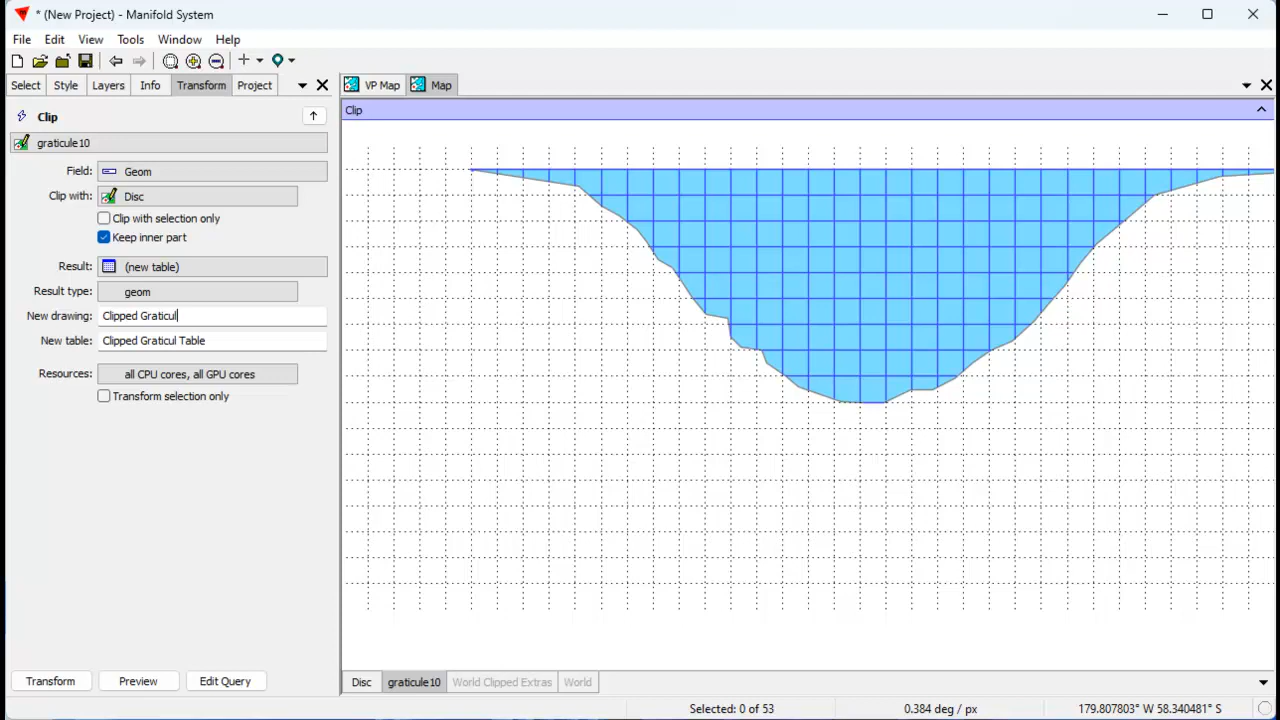 * (New Project) - Manifold System
File Edit View Tools Window Help
Select Style Layers Info Transform Project
VP Map Map
Clip
Clip
graticule10
Field: Geom
Clip with: Disc
Clip with selection only
Keep inner part
Result: (new table)
Result type: geom
New drawing: Clipped Graticul
New table: Clipped Graticul Table
Resources: all CPU cores, all GPU cores
Transform selection only
Transform Preview Edit Query
Disc graticule10 World Clipped Extras World
Selected: 0 of 53 0.384 deg / px 179.807803° W 58.340481° S